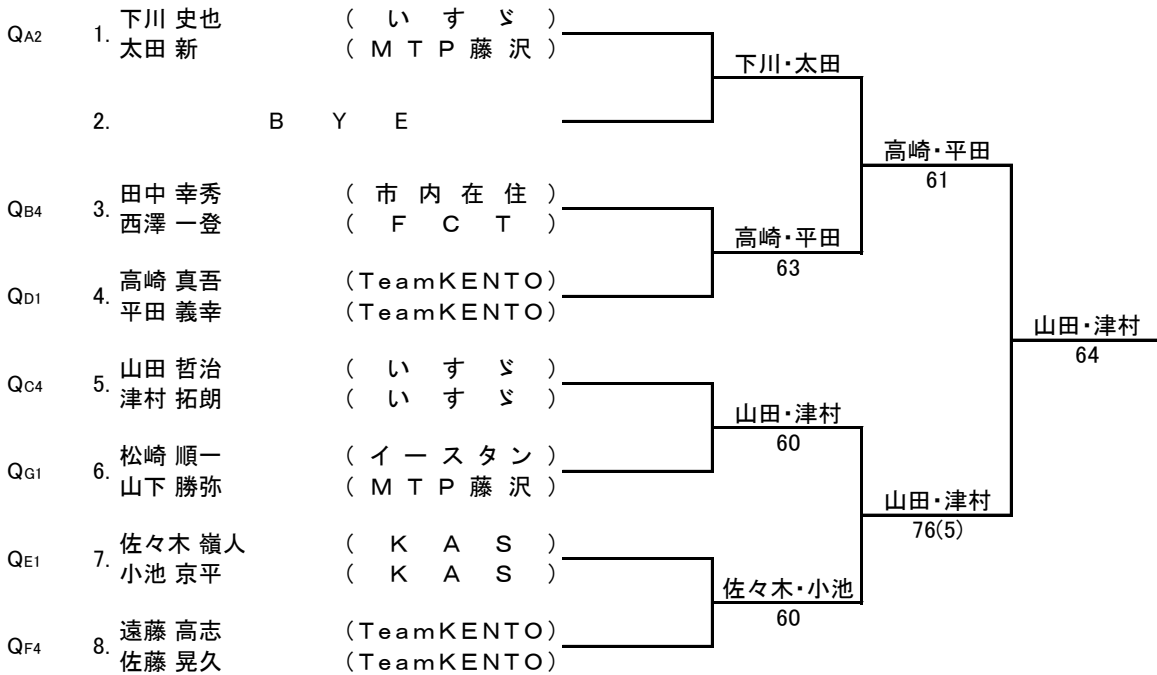 QA2 1. 下川 史也 ( い す ゞ )
太田 新 ( M T P 藤 沢 )
下川・太田
2. B Y E
高崎・平田
61
QB4 3. 田中 幸秀 ( 市 内 在 住 )
西澤 一登 ( F C T )
高崎・平田
63
QD1 4. 高崎 真吾 (TeamKENTO)
平田 義幸 (TeamKENTO)
山田・津村
64
QC4 5. 山田 哲治 ( い す ゞ )
津村 拓朗 ( い す ゞ )
山田・津村
60
QG1 6. 松崎 順一 ( イ ー ス タ ン )
山下 勝弥 ( M T P 藤 沢 )
山田・津村
76(5)
QE1 7. 佐々木 嶺人 ( K A S )
小池 京平 ( K A S )
佐々木・小池
60
QF4 8. 遠藤 高志 (TeamKENTO)
佐藤 晃久 (TeamKENTO)